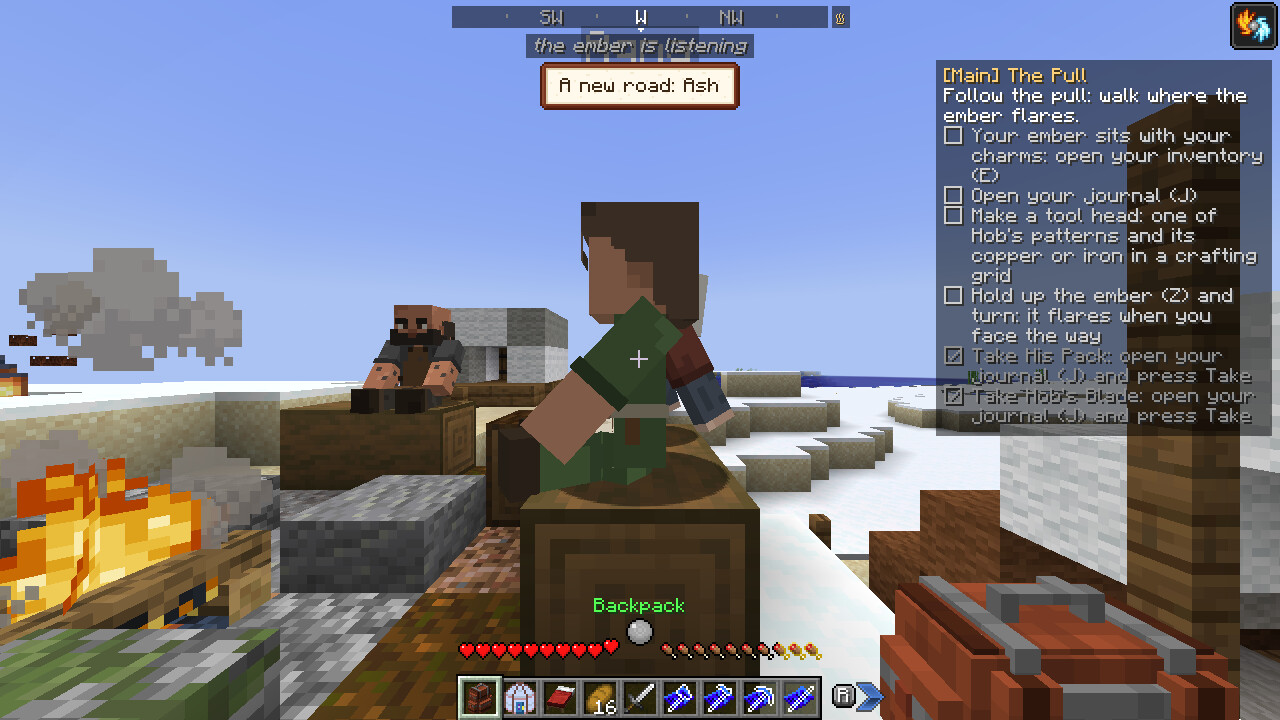 SW W NW
the ember is listening
A new road: Ash
[Main] The Pull
Follow the pull: walk where the
ember flares.
Your ember sits with your
charms: open your inventory
(E)
Open your journal (J)
Make a tool head: one of
Hob's patterns and its
copper or iron in a crafting
grid
Hold up the ember (Z) and
turn: it flares when you
face the way
Take His Pack: open your
journal (J) and press Take
Take Hob's Blade: open your
journal (J) and press Take
Backpack
16
R